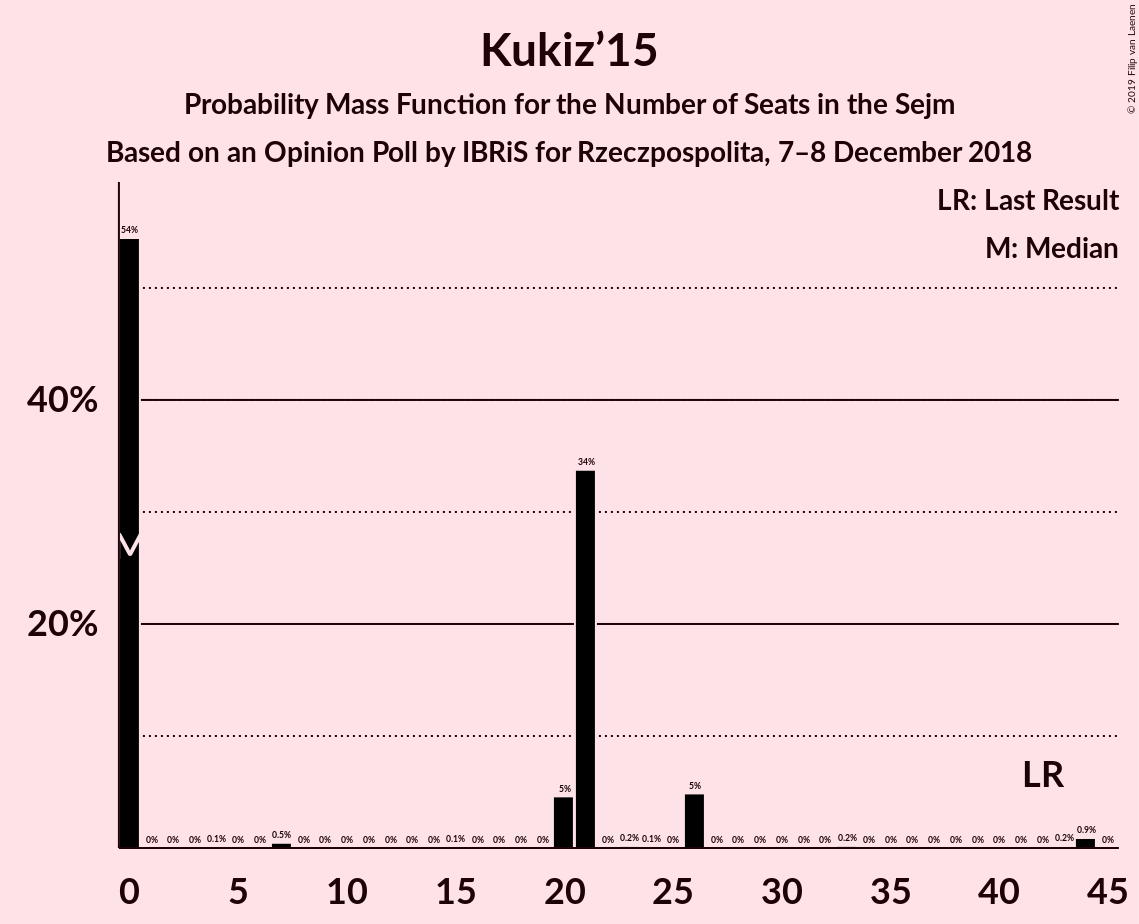 Kukiz’15
Probability Mass Function for the Number of Seats in the Sejm
Based on an Opinion Poll by IBRiS for Rzeczpospolita, 7–8 December 2018
© 2019 Filip van Laenen
LR: Last Result
M: Median
40%
20%
54% 0% 0% 0% 0.1% 0% 0% 0.5% 0% 0% 0% 0% 0% 0% 0% 0.1% 0% 0% 0% 0% 5% 34% 0% 0.2% 0.1% 0% 5% 0% 0% 0% 0% 0% 0% 0.2% 0% 0% 0% 0% 0% 0% 0% 0% 0% 0.2% 0.9% 0%
LR
0 5 10 15 20 25 30 35 40 45